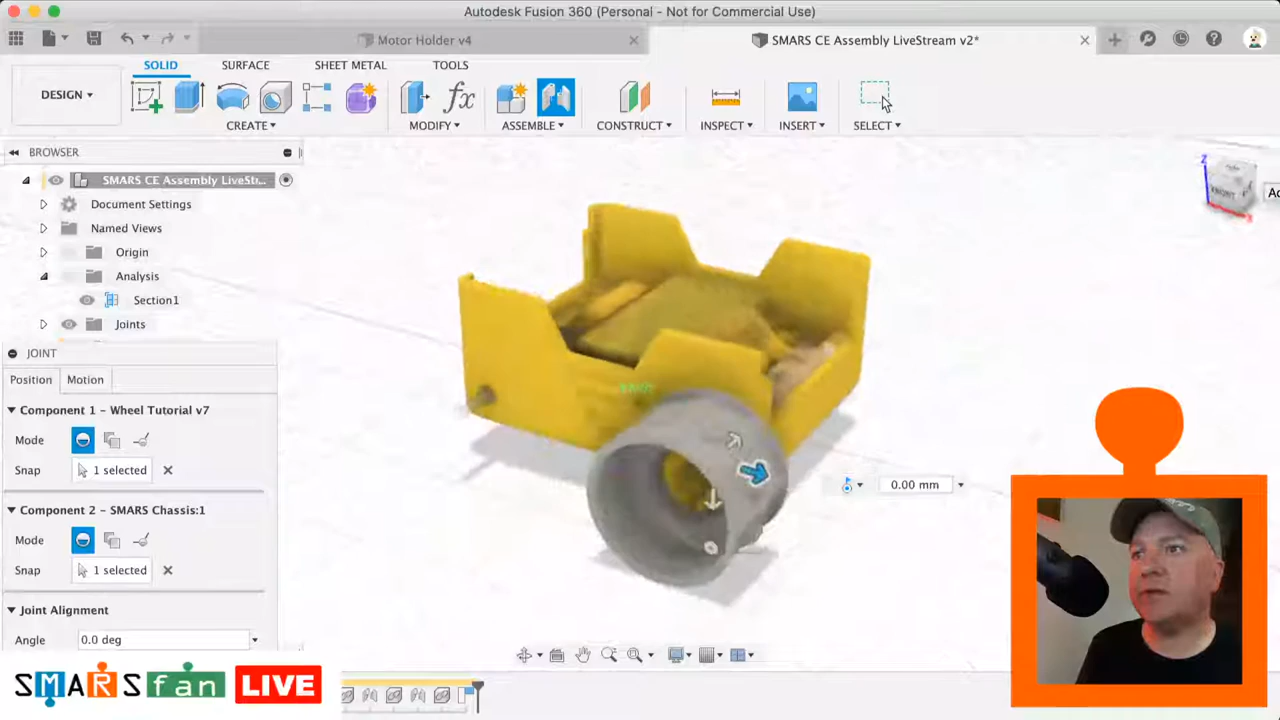 Autodesk Fusion 360 (Personal - Not for Commercial Use)
Motor Holder v4
SMARS CE Assembly LiveStream v2*
DESIGN
SOLID
SURFACE
SHEET METAL
TOOLS
CREATE
MODIFY
ASSEMBLE
CONSTRUCT
INSPECT
INSERT
SELECT
BROWSER
SMARS CE Assembly LiveStr...
Document Settings
Named Views
Origin
Analysis
Section1
Joints
JOINT
Position
Motion
Component 1 - Wheel Tutorial v7
Mode
Snap
1 selected
Component 2 - SMARS Chassis:1
Mode
Snap
1 selected
Joint Alignment
Angle
0.0 deg
0.00 mm
Z
FRONT
X
SMARS fan LIVE